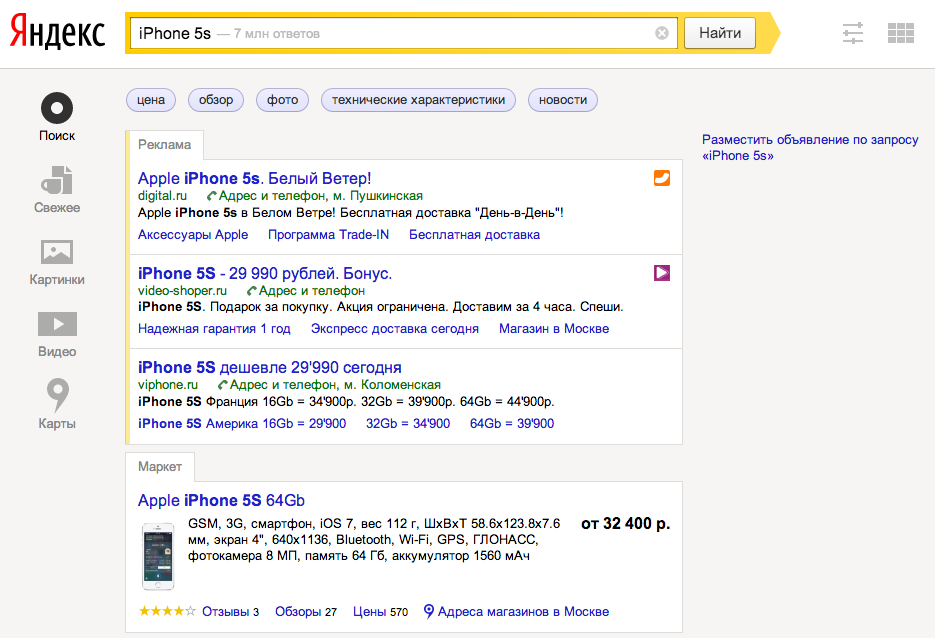 Яндекс
iPhone 5s — 7 млн ответов
Найти
цена обзор фото технические характеристики новости
Поиск
Свежее
Картинки
Видео
Карты
Реклама
Apple iPhone 5s. Белый Ветер!
digital.ru Адрес и телефон, м. Пушкинская
Apple iPhone 5s в Белом Ветре! Бесплатная доставка "День-в-День"!
Аксессуары Apple Программа Trade-IN Бесплатная доставка
iPhone 5S - 29 990 рублей. Бонус.
video-shoper.ru Адрес и телефон
iPhone 5S. Подарок за покупку. Акция ограничена. Доставим за 4 часа. Спеши.
Надежная гарантия 1 год Экспресс доставка сегодня Магазин в Москве
iPhone 5S дешевле 29'990 сегодня
viphone.ru Адрес и телефон, м. Коломенская
iPhone 5S Франция 16Gb = 34'900р. 32Gb = 39'900р. 64Gb = 44'900р.
iPhone 5S Америка 16Gb = 29'900 32Gb = 34'900 64Gb = 39'900
Разместить объявление по запросу
«iPhone 5s»
Маркет
Apple iPhone 5S 64Gb
GSM, 3G, смартфон, iOS 7, вес 112 г, ШхВхТ 58.6x123.8x7.6
мм, экран 4", 640x1136, Bluetooth, Wi-Fi, GPS, ГЛОНАСС,
фотокамера 8 МП, память 64 Гб, аккумулятор 1560 мАч
от 32 400 р.
Отзывы 3 Обзоры 27 Цены 570 Адреса магазинов в Москве